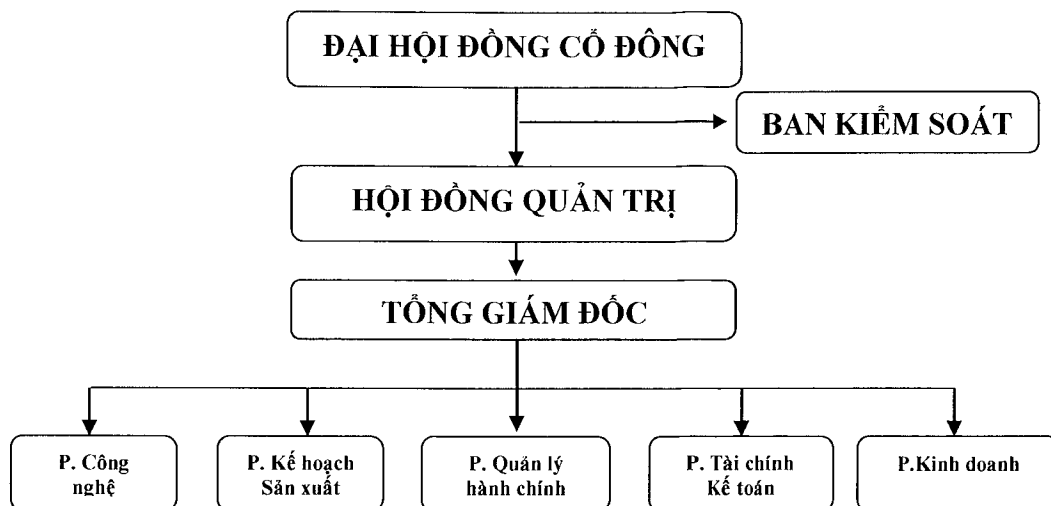 ĐẠI HỘI ĐỒNG CỔ ĐÔNG
BAN KIỂM SOÁT
HỘI ĐỒNG QUẢN TRỊ
TỔNG GIÁM ĐỐC
P. Công
nghệ
P. Kế hoạch
Sản xuất
P. Quản lý
hành chính
P. Tài chính
Kế toán
P.Kinh doanh